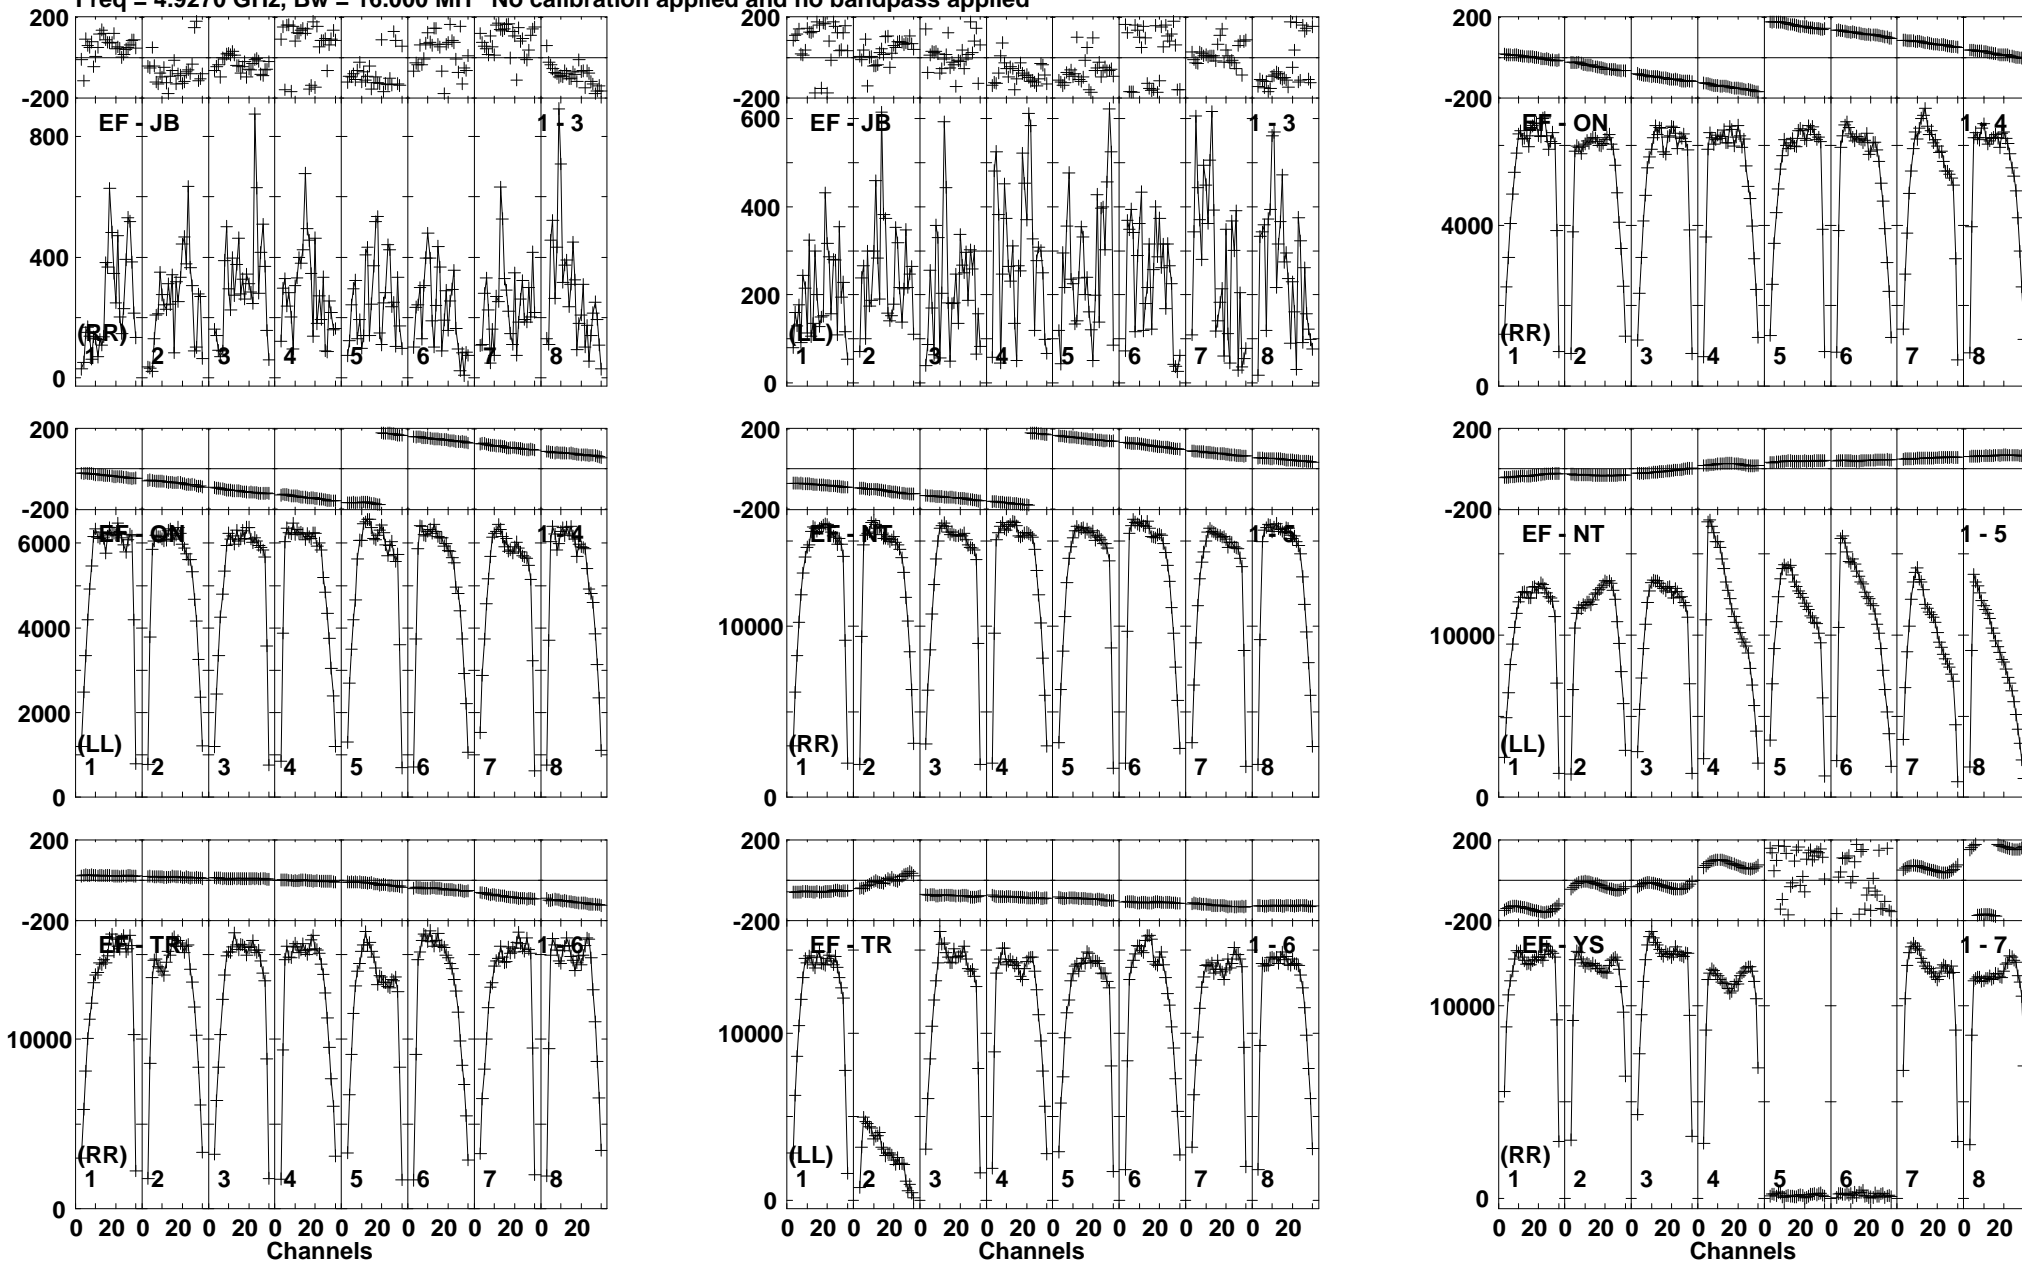 Freq = 4.9270 GHz, Bw = 16.000 MH No calibration applied and no bandpass applied
200 200 200
-200 -200 -200
EF - JB 1 - 3 EF - JB 1 - 3 EF - ON 1 - 4
800 600
400 400 4000
200
(RR) (LL) (RR)
1 2 3 4 5 6 7 8 1 2 3 4 5 6 7 8 1 2 3 4 5 6 7 8
0 0 0
200 200 200
-200 -200 -200
EF - ON 1 - 4 EF - NT 1 - 5 EF - NT 1 - 5
6000
4000 10000 10000
2000
(LL) (RR) (LL)
1 2 3 4 5 6 7 8 1 2 3 4 5 6 7 8 1 2 3 4 5 6 7 8
0 0 0
200 200 200
-200 -200 -200
EF - TR 1 - 6 EF - TR 1 - 6 EF - YS 1 - 7
10000 10000 10000
(RR) (LL) (RR)
1 2 3 4 5 6 7 8 1 2 3 4 5 6 7 8 1 2 3 4 5 6 7 8
0 0 0
0 20 0 20 0 20 0 20 0 20 0 20 0 20 0 20 0 20 0 20 0 20 0 20 0 20 0 20 0 20 0 20 0 20 0 20 0 20 0 20 0 20 0 20 0 20 0 20
Channels Channels Channels